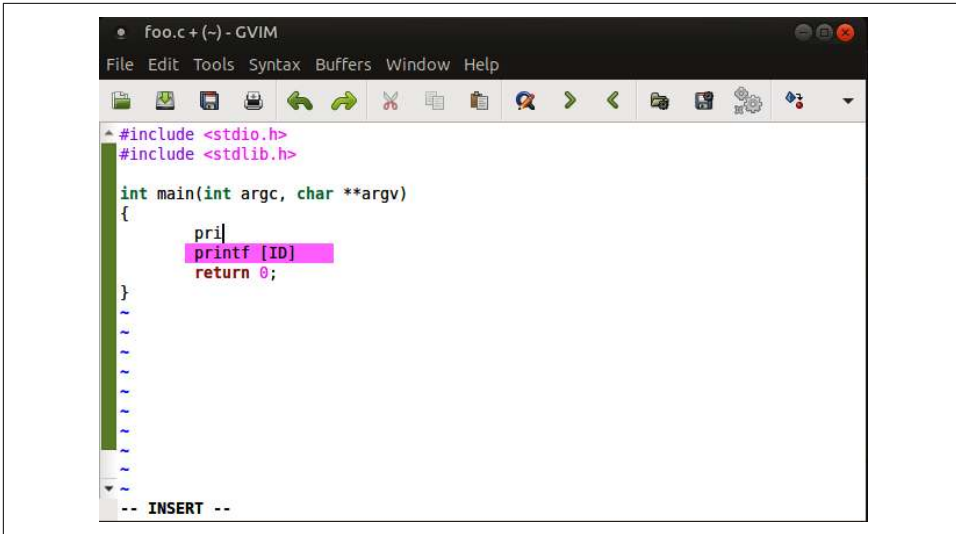 foo.c + (~) - GVIM
File Edit Tools Syntax Buffers Window Help
#include <stdio.h>
#include <stdlib.h>
int main(int argc, char **argv)
{
pri
printf [ID]
return 0;
}
~
~
~
~
~
~
~
~
~
~
-- INSERT --